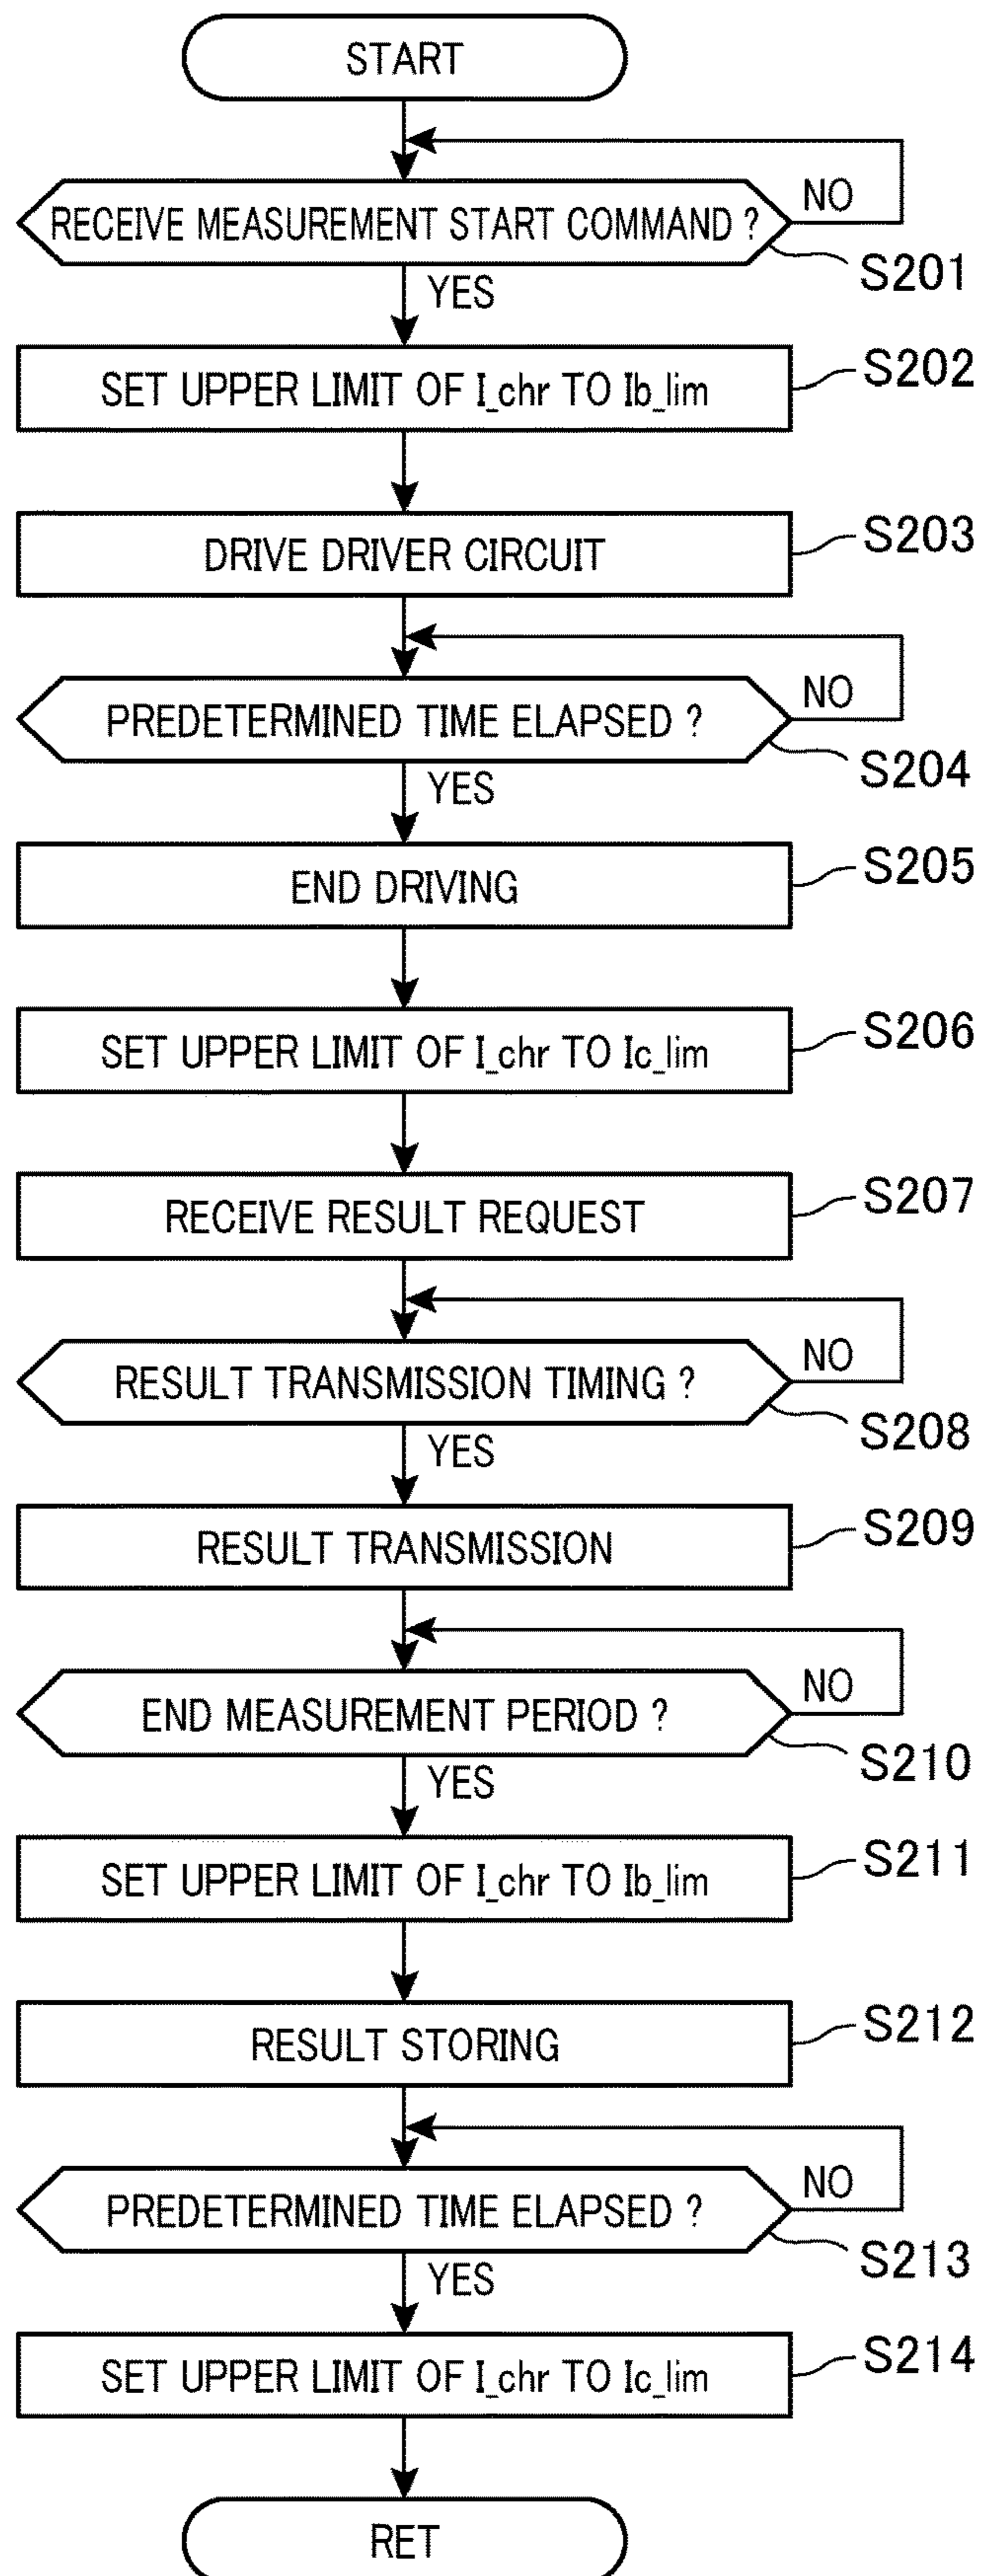 START
NO
RECEIVE MEASUREMENT START COMMAND ?
S201
YES
SET UPPER LIMIT OF I_chr TO Ib_lim
S202
DRIVE DRIVER CIRCUIT
S203
NO
PREDETERMINED TIME ELAPSED ?
S204
YES
END DRIVING
S205
SET UPPER LIMIT OF I_chr TO Ic_lim
S206
RECEIVE RESULT REQUEST
S207
NO
RESULT TRANSMISSION TIMING ?
S208
YES
RESULT TRANSMISSION
S209
NO
END MEASUREMENT PERIOD ?
S210
YES
SET UPPER LIMIT OF I_chr TO Ib_lim
S211
RESULT STORING
S212
NO
PREDETERMINED TIME ELAPSED ?
S213
YES
SET UPPER LIMIT OF I_chr TO Ic_lim
S214
RET